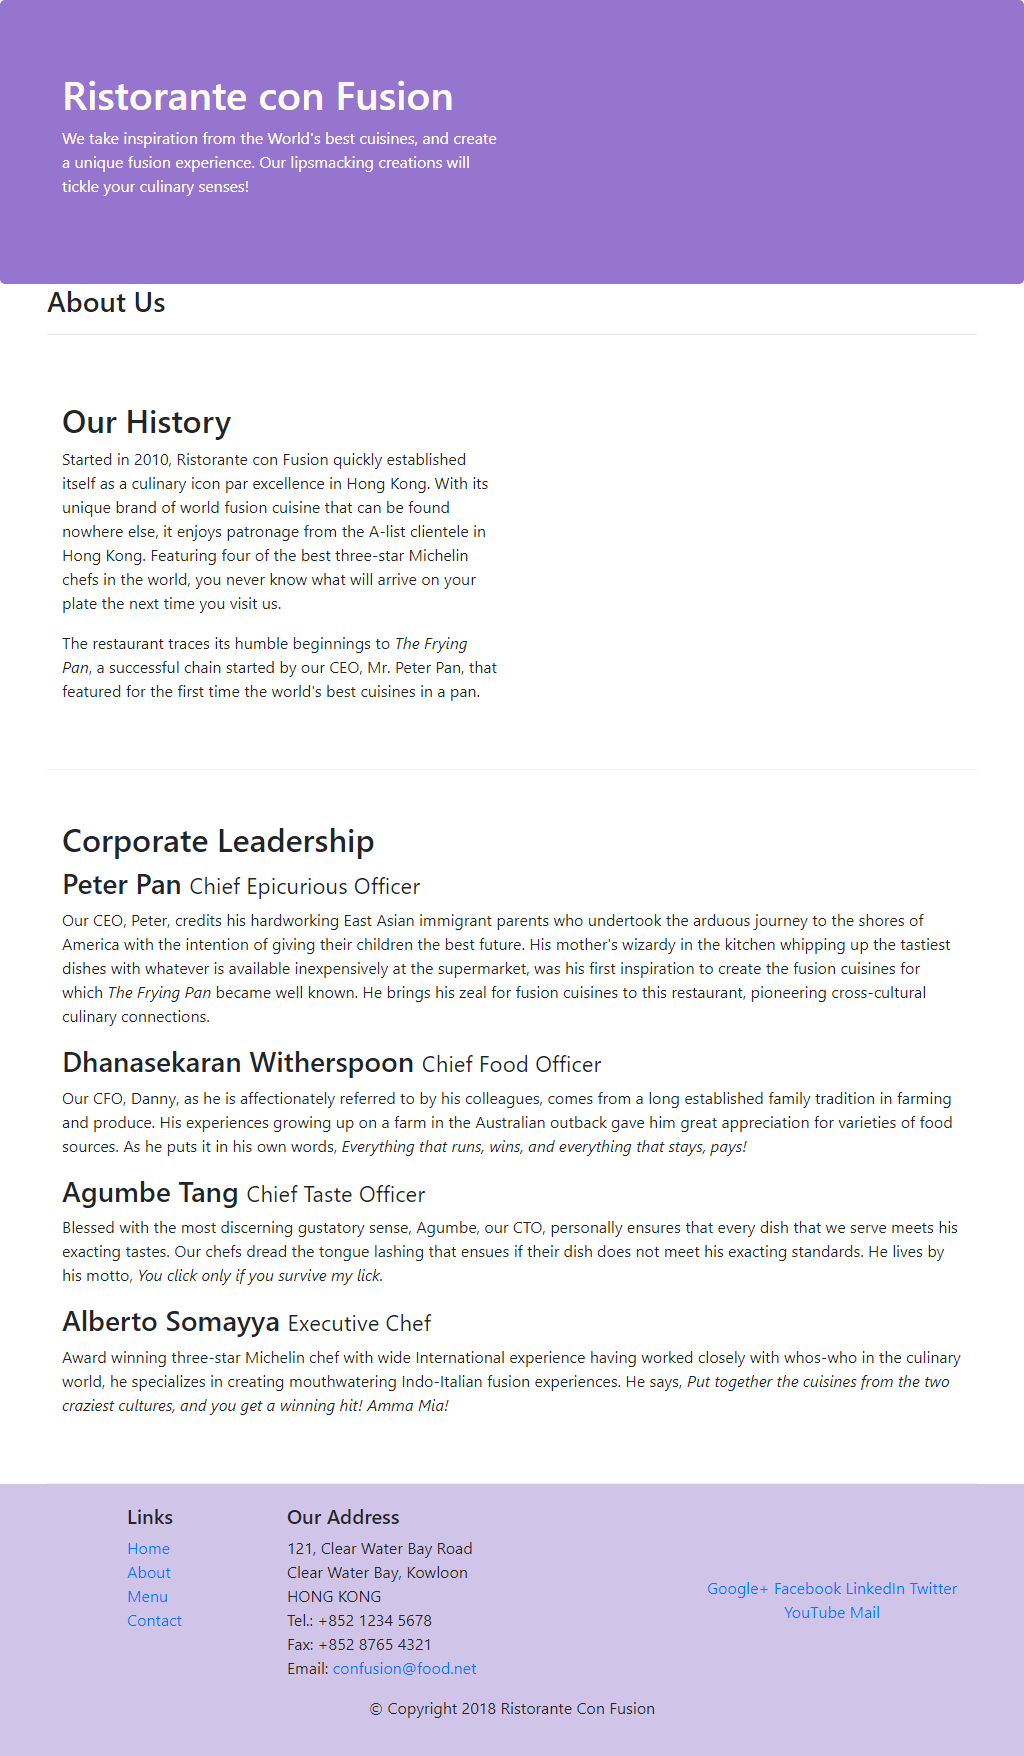 Ristorante con Fusion
We take inspiration from the World's best cuisines, and create
a unique fusion experience. Our lipsmacking creations will
tickle your culinary senses!
About Us
Our History
Started in 2010, Ristorante con Fusion quickly established
itself as a culinary icon par excellence in Hong Kong. With its
unique brand of world fusion cuisine that can be found
nowhere else, it enjoys patronage from the A-list clientele in
Hong Kong. Featuring four of the best three-star Michelin
chefs in the world, you never know what will arrive on your
plate the next time you visit us.
The restaurant traces its humble beginnings to The Frying
Pan, a successful chain started by our CEO, Mr. Peter Pan, that
featured for the first time the world's best cuisines in a pan.
Corporate Leadership
Peter Pan Chief Epicurious Officer
Our CEO, Peter, credits his hardworking East Asian immigrant parents who undertook the arduous journey to the shores of
America with the intention of giving their children the best future. His mother's wizardy in the kitchen whipping up the tastiest
dishes with whatever is available inexpensively at the supermarket, was his first inspiration to create the fusion cuisines for
which The Frying Pan became well known. He brings his zeal for fusion cuisines to this restaurant, pioneering cross-cultural
culinary connections.
Dhanasekaran Witherspoon Chief Food Officer
Our CFO, Danny, as he is affectionately referred to by his colleagues, comes from a long established family tradition in farming
and produce. His experiences growing up on a farm in the Australian outback gave him great appreciation for varieties of food
sources. As he puts it in his own words, Everything that runs, wins, and everything that stays, pays!
Agumbe Tang Chief Taste Officer
Blessed with the most discerning gustatory sense, Agumbe, our CTO, personally ensures that every dish that we serve meets his
exacting tastes. Our chefs dread the tongue lashing that ensues if their dish does not meet his exacting standards. He lives by
his motto, You click only if you survive my lick.
Alberto Somayya Executive Chef
Award winning three-star Michelin chef with wide International experience having worked closely with whos-who in the culinary
world, he specializes in creating mouthwatering Indo-Italian fusion experiences. He says, Put together the cuisines from the two
craziest cultures, and you get a winning hit! Amma Mia!
Links
Home
About
Menu
Contact
Our Address
121, Clear Water Bay Road
Clear Water Bay, Kowloon
HONG KONG
Tel.: +852 1234 5678
Fax: +852 8765 4321
Email: confusion@food.net
Google+ Facebook LinkedIn Twitter
YouTube Mail
© Copyright 2018 Ristorante Con Fusion